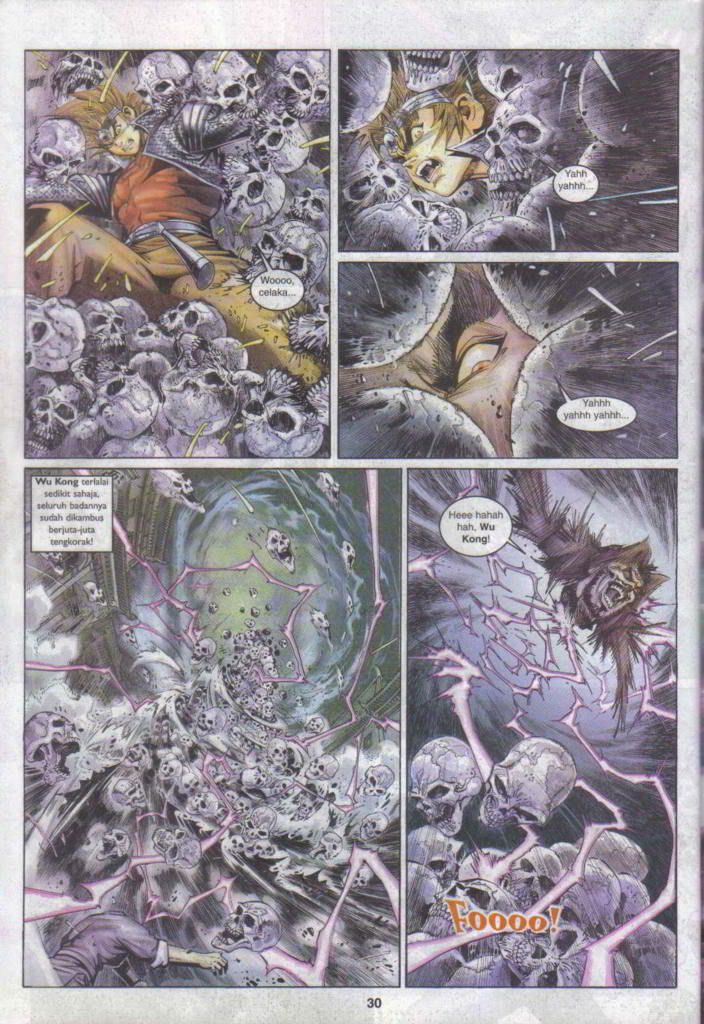 Woooo,
celaka...
Yahh
yahhh...
Yahhh
yahhh yahhh...
Wu Kong terlalai
sedikit sahaja,
seluruh badannya
sudah dikambus
berjuta-juta
tengkorak!
Heee hahah
hah, Wu
Kong!
Foooo!
30